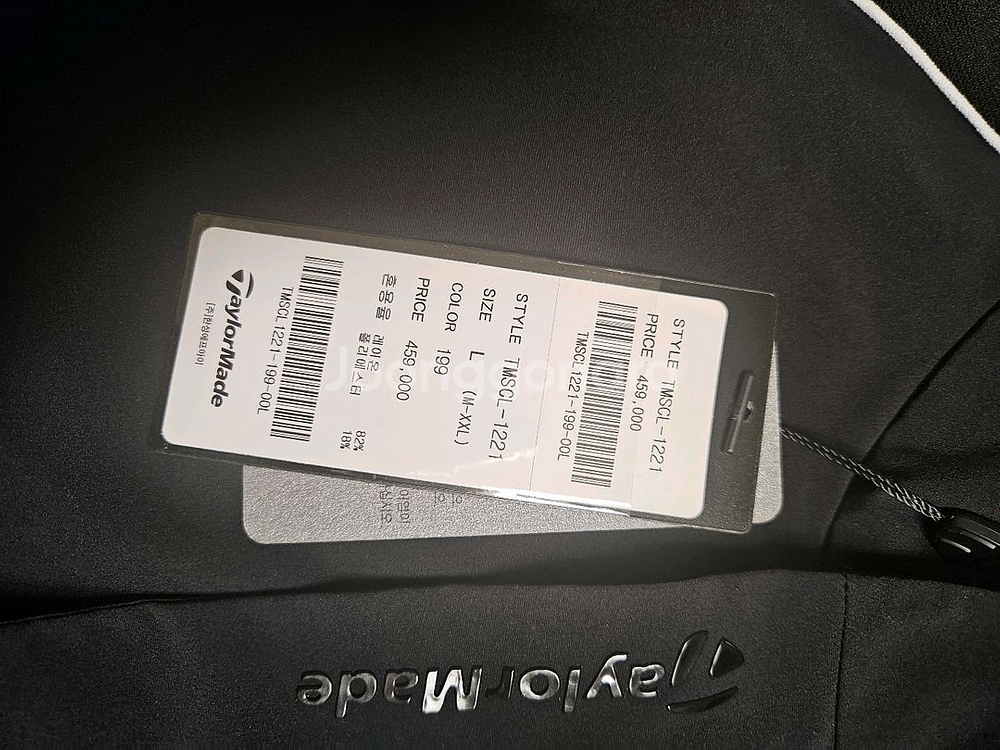 STYLE TMSCL-1221
PRICE 459,000
TMSCL1221-199-00L
STYLE TMSCL-1221
SIZE L (M-XXL)
COLOR 199
PRICE 459,000
혼용율 레이온 82%
폴리에스터 18%
TMSCL1221-199-00L
TaylorMade
[주]한성에프아이
TaylorMade
Joonggonara